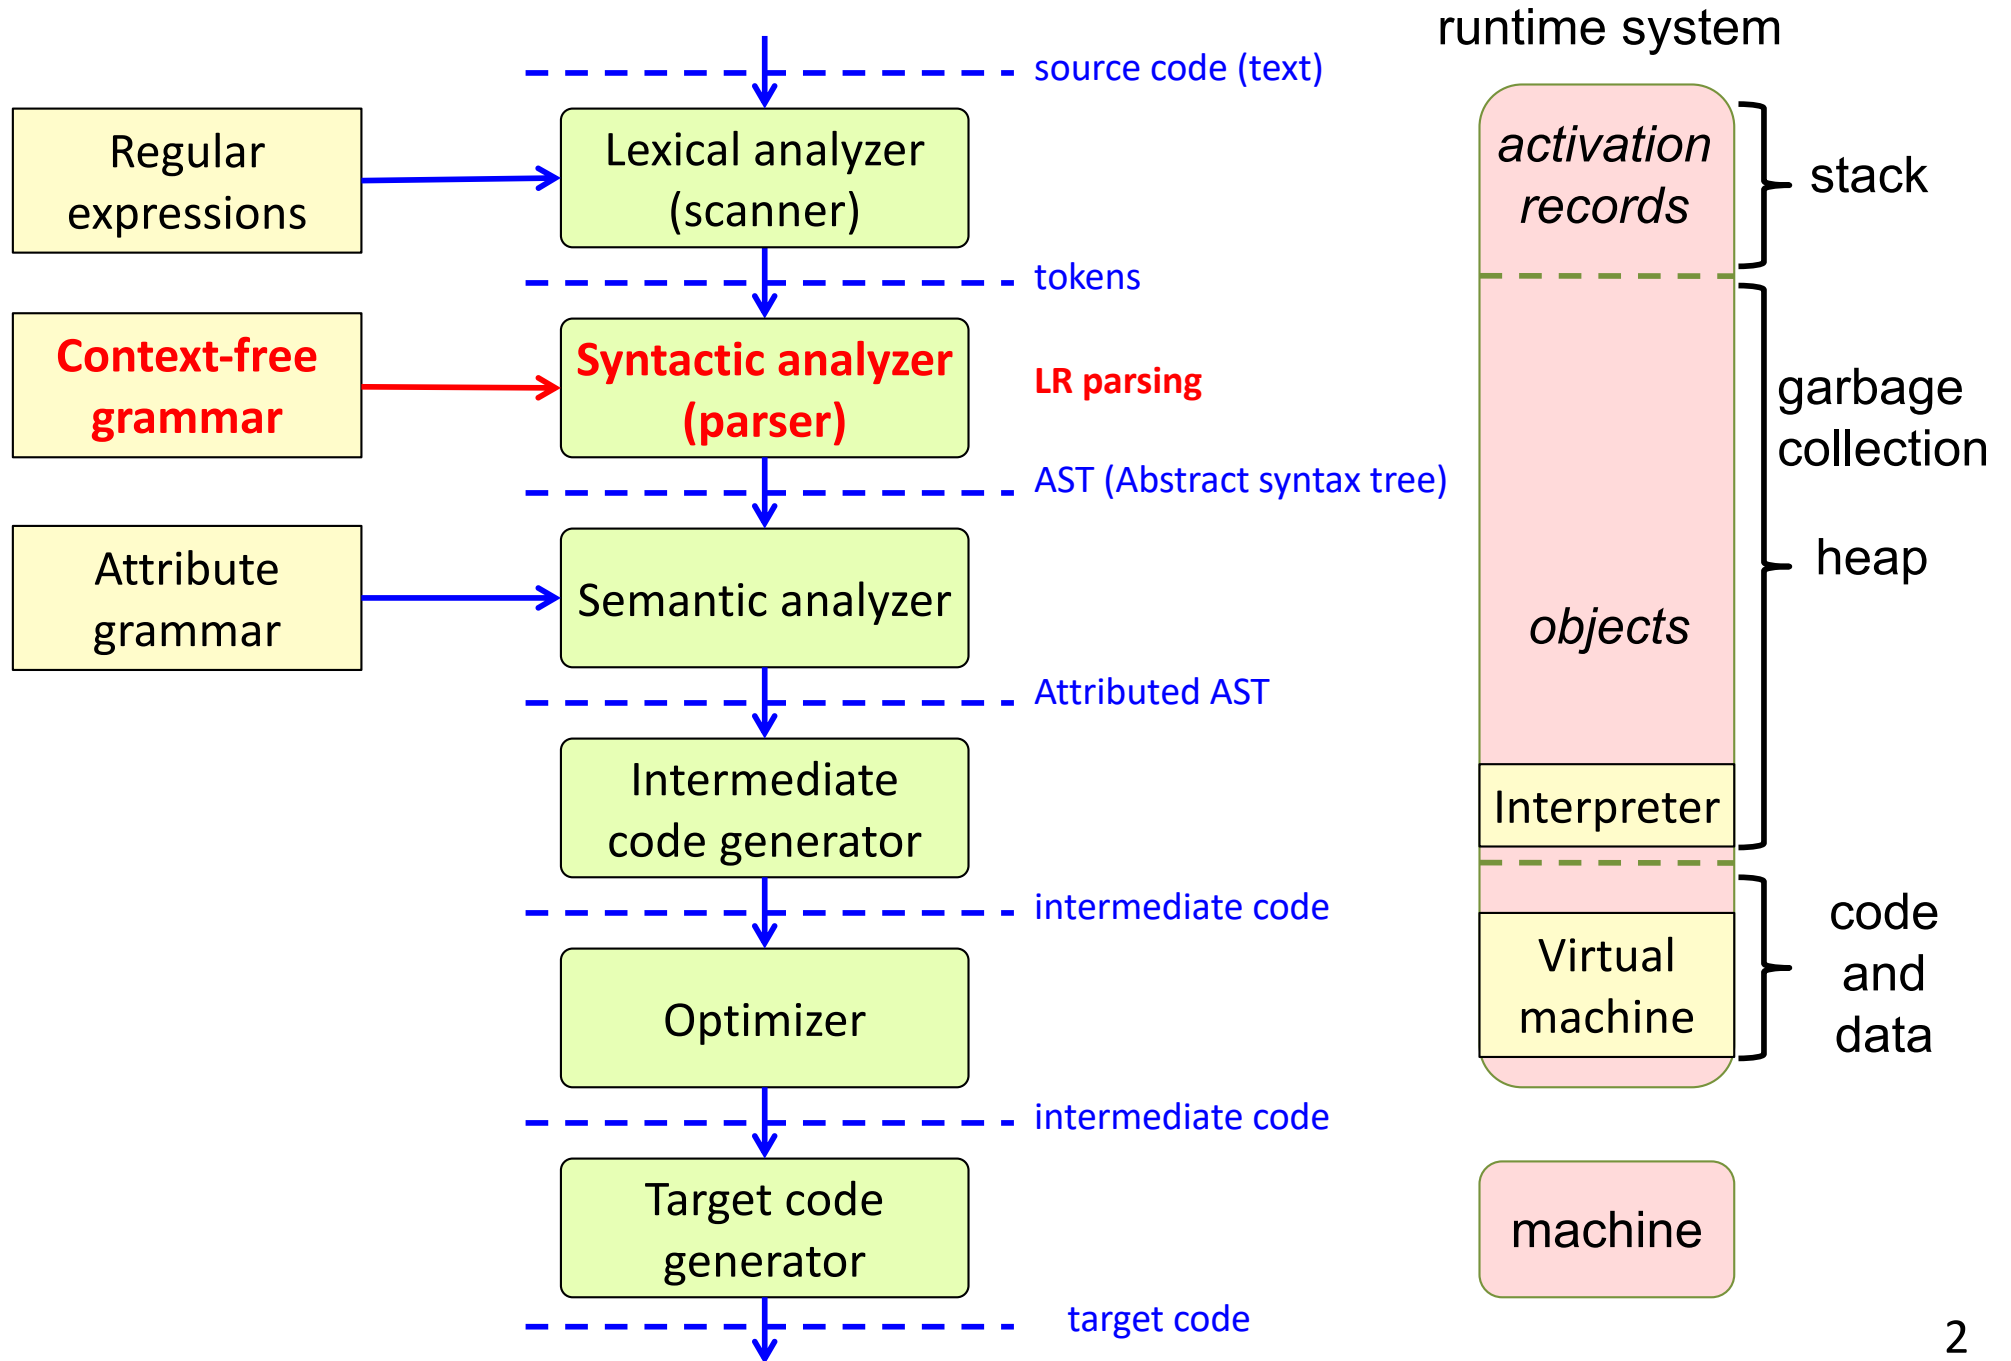 runtime system
source code (text)
Regular
expressions
Lexical analyzer
(scanner)
tokens
Context-free
grammar
Syntactic analyzer
(parser)
LR parsing
AST (Abstract syntax tree)
Attribute
grammar
Semantic analyzer
Attributed AST
Intermediate
code generator
intermediate code
Optimizer
intermediate code
Target code
generator
target code
activation
records
stack
objects
garbage
collection
heap
Interpreter
Virtual
machine
code
and
data
machine
2